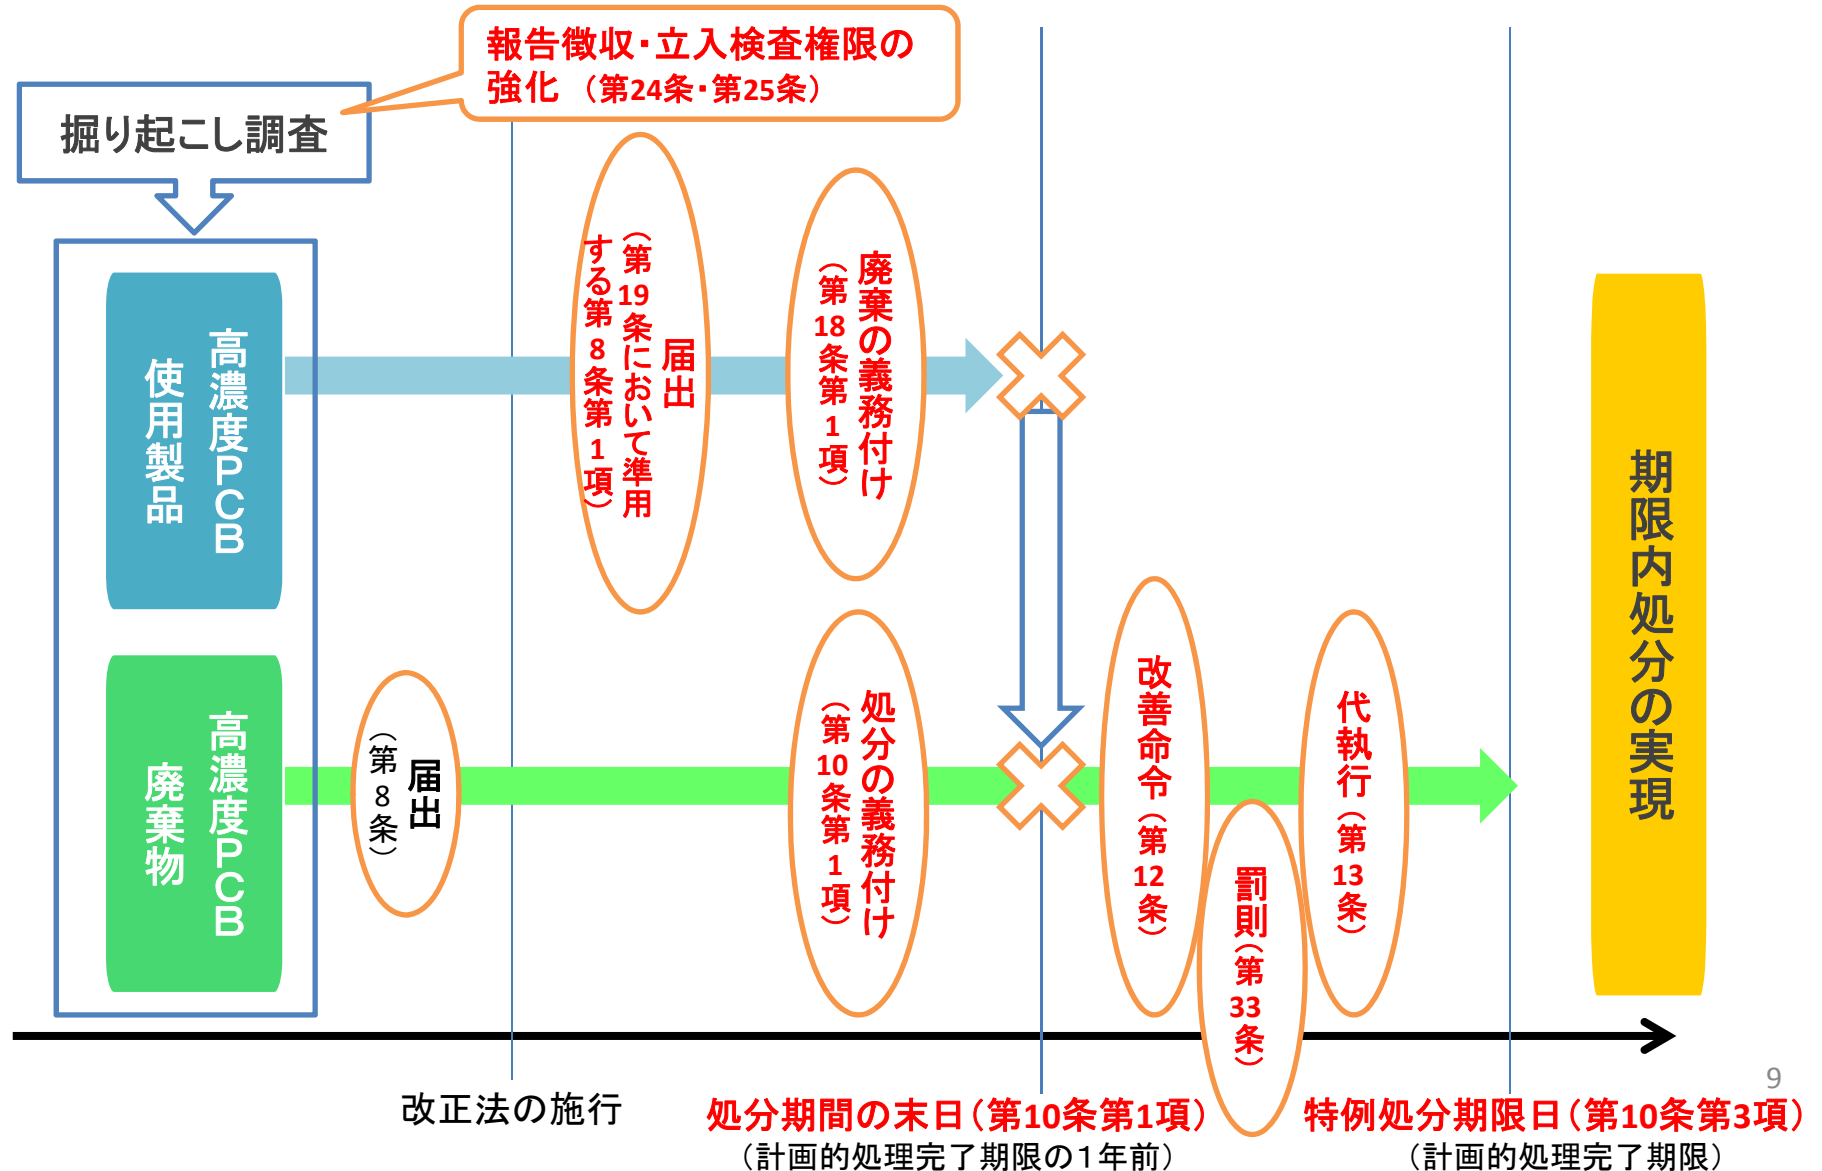 報告徴収・立入検査権限の
強化 （第24条・第25条）
掘り起こし調査
高濃度ＰＣＢ
使用製品
届出
（第19条において準用
する第８条第１項）
廃棄の義務付け
（第18条第１項）
高濃度ＰＣＢ
廃棄物
届出
（第８条）
処分の義務付け
（第10条第１項）
改善命令（第12条）
罰則（第33条）
代執行（第13条）
期限内処分の実現
改正法の施行
処分期間の末日（第10条第1項）
（計画的処理完了期限の１年前）
特例処分期限日（第10条第3項）
（計画的処理完了期限）
9